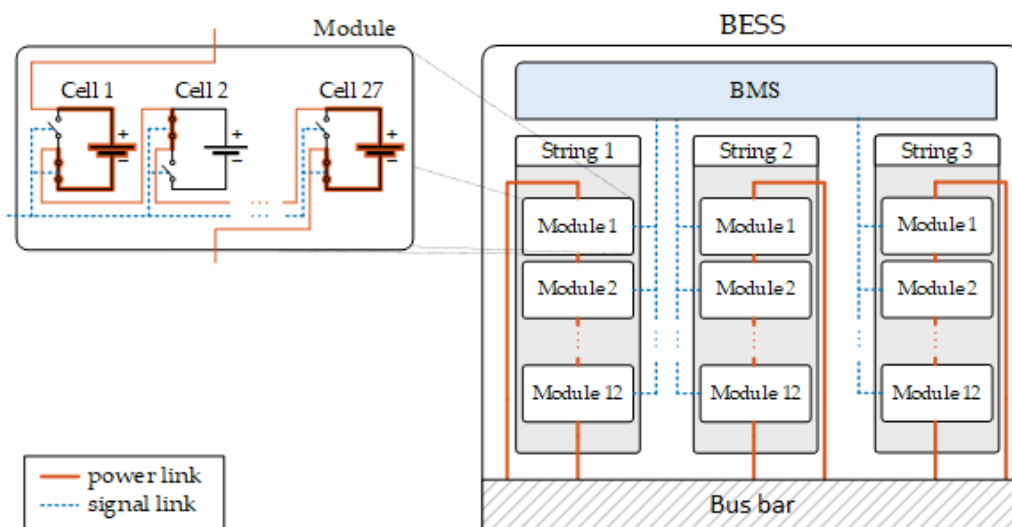 Module
BESS
Cell 1
Cell 2
Cell 27
+
−
+
−
+
−
BMS
String 1
String 2
String 3
Module 1
Module 1
Module 1
Module 2
Module 2
Module 2
Module 12
Module 12
Module 12
power link
signal link
Bus bar